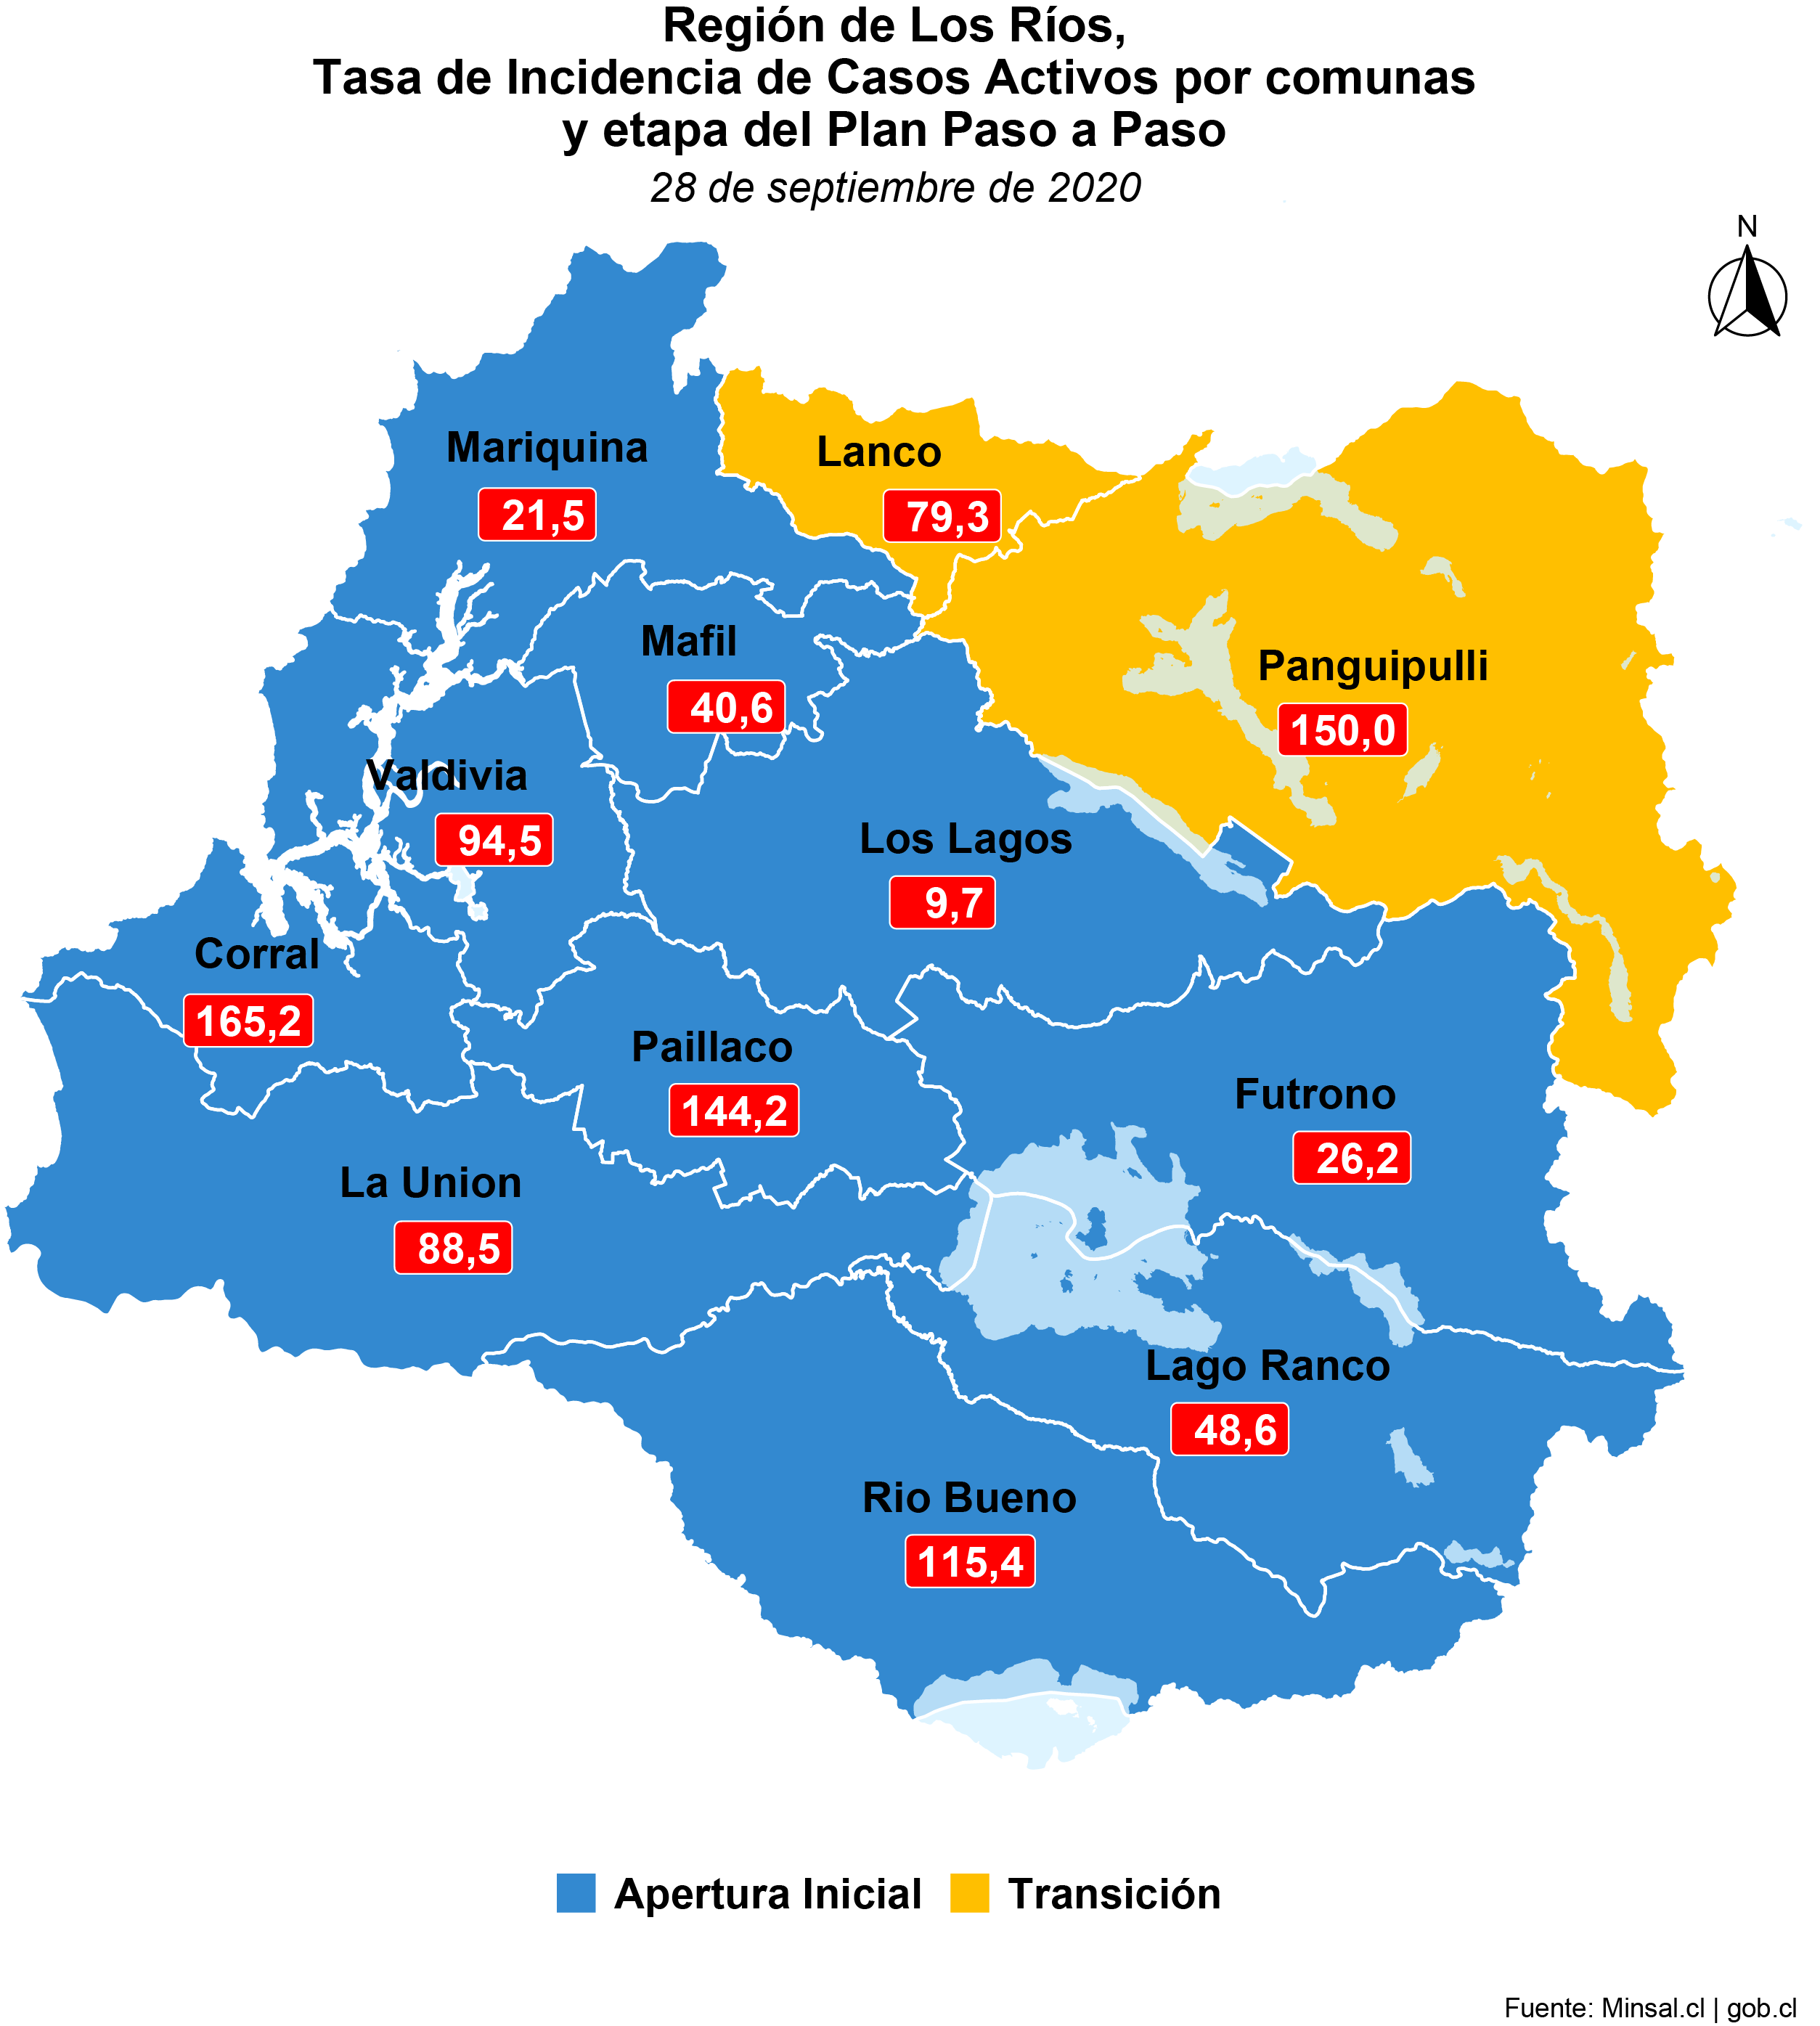 Región de Los Ríos,
Tasa de Incidencia de Casos Activos por comunas
y etapa del Plan Paso a Paso
28 de septiembre de 2020
N
Mariquina
21,5
Lanco
79,3
Mafil
40,6
Panguipulli
150,0
Valdivia
94,5
Los Lagos
9,7
Corral
165,2
Paillaco
144,2
Futrono
26,2
La Union
88,5
Lago Ranco
48,6
Rio Bueno
115,4
Apertura Inicial
Transición
Fuente: Minsal.cl | gob.cl